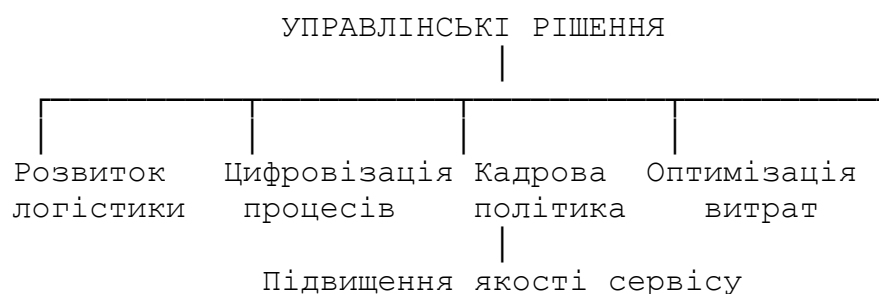 УПРАВЛІНСЬКІ РІШЕННЯ
Розвиток Цифровізація Кадрова Оптимізація
логістики процесів політика витрат
Підвищення якості сервісу